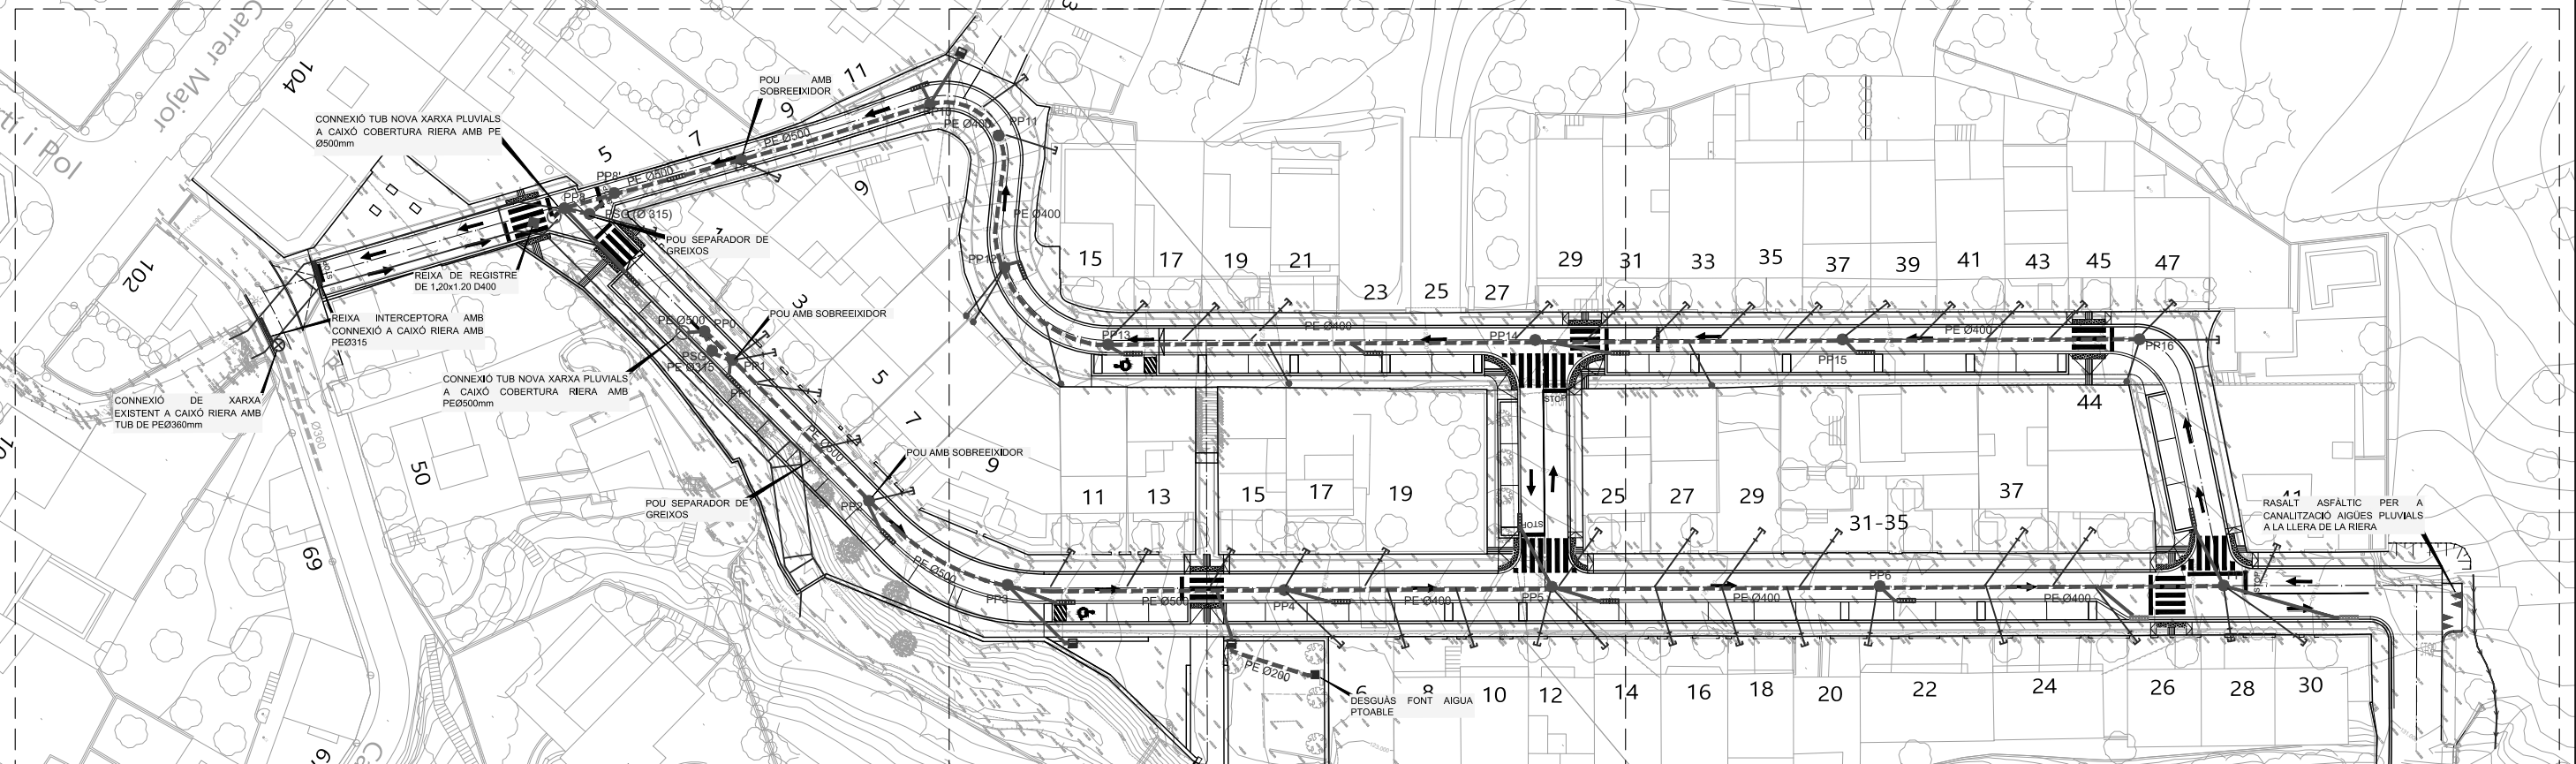 Carrer Major
tí i Pol
104
102
50
69
CONNEXIÓ TUB NOVA XARXA PLUVIALS
A CAIXÓ COBERTURA RIERA AMB PE
Ø500mm
POU AMB
SOBREEIXIDOR
11
9
7
5
PE Ø500
PP10
PE Ø400
PP11
PP8'
PE Ø500
PP9
PP8
PSG (Ø 315)
POU SEPARADOR DE
GREIXOS
9
PE Ø400
PP12
REIXA DE REGISTRE
DE 1,20x1.20 D400
STOP
REIXA INTERCEPTORA AMB
CONNEXIÓ A CAIXÓ RIERA AMB
PEØ315
CONNEXIÓ DE XARXA
EXISTENT A CAIXÓ RIERA AMB
TUB DE PEØ360mm
Ø360
3
POU AMB SOBREEIXIDOR
PE Ø500
PP0
PSG
PE Ø315
PP1
PP1
CONNEXIÓ TUB NOVA XARXA PLUVIALS
A CAIXÓ COBERTURA RIERA AMB
PEØ500mm
5
7
9
PE Ø500
POU AMB SOBREEIXIDOR
PP2
POU SEPARADOR DE
GREIXOS
PE Ø500
PP3
15
17
19
21
23
25
27
29
31
33
35
37
39
41
43
45
47
PP13
PE Ø400
PP14
PP15
PE Ø400
PP16
STOP
44
11
13
15
17
19
25
27
29
31-35
37
41
STOP
RASALT ASFÀLTIC PER A
CANALITZACIÓ AIGÜES PLUVIALS
A LA LLERA DE LA RIERA
PE Ø500
PP4
PE Ø400
PP5
PE Ø400
PP6
PE Ø400
STOP
PE Ø200
DESGUÀS FONT AIGUA
PTOABLE
6
8
10
12
14
16
18
20
22
24
26
28
30